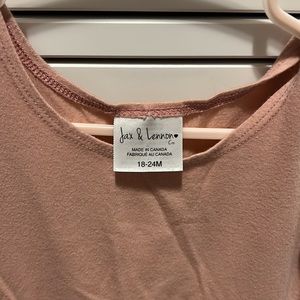 Jax & Lennon♥
Co.
MADE IN CANADA
FABRIQUÉ AU CANADA
18-24M